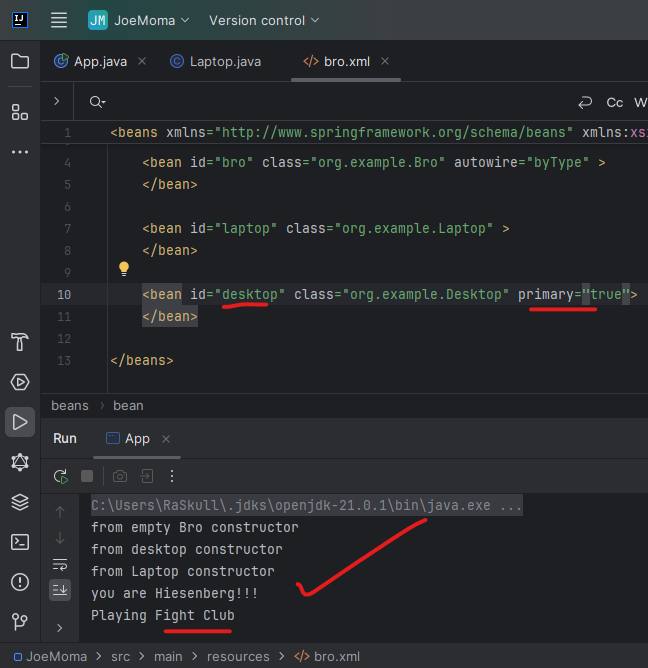 IJ
JM JoeMoma Version control
App.java Laptop.java bro.xml
Cc W
1 <beans xmlns="http://www.springframework.org/schema/beans" xmlns:xsi
4 <bean id="bro" class="org.example.Bro" autowire="byType" >
5 </bean>
6
7 <bean id="laptop" class="org.example.Laptop" >
8 </bean>
9
10 <bean id="desktop" class="org.example.Desktop" primary="true">
11 </bean>
12
13 </beans>
beans > bean
Run App
C:\Users\RaSkull\.jdks\openjdk-21.0.1\bin\java.exe ...
from empty Bro constructor
from desktop constructor
from Laptop constructor
you are Hiesenberg!!!
Playing Fight Club
JoeMoma > src > main > resources > bro.xml